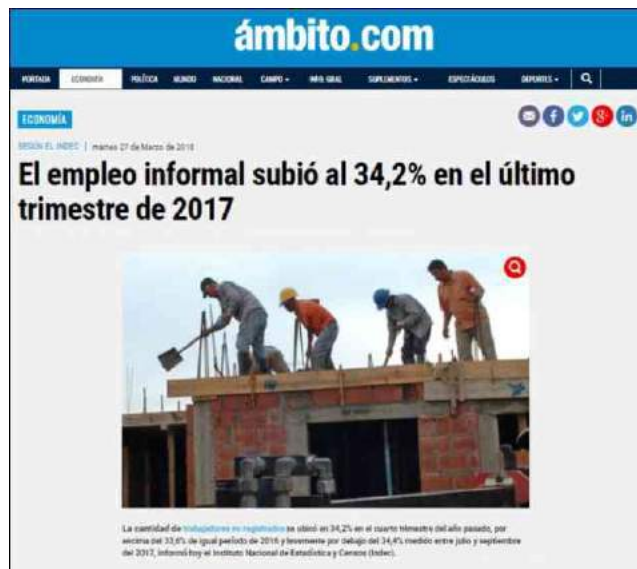 ámbito.com
PORTADA ECONOMÍA POLÍTICA MUNDO NACIONAL CAMPO INFO. GRAL SUPLEMENTOS ESPECTÁCULOS DEPORTES
ECONOMÍA
SEGÚN EL INDEC | martes 27 de Marzo de 2018
El empleo informal subió al 34,2% en el último
trimestre de 2017
La cantidad de trabajadores no registrados se ubicó en 34,2% en el cuarto trimestre del año pasado, por
encima del 33,6% de igual período de 2016 y levemente por debajo del 34,4% medido entre julio y septiembre
del 2017, informó hoy el Instituto Nacional de Estadística y Censos (Indec).